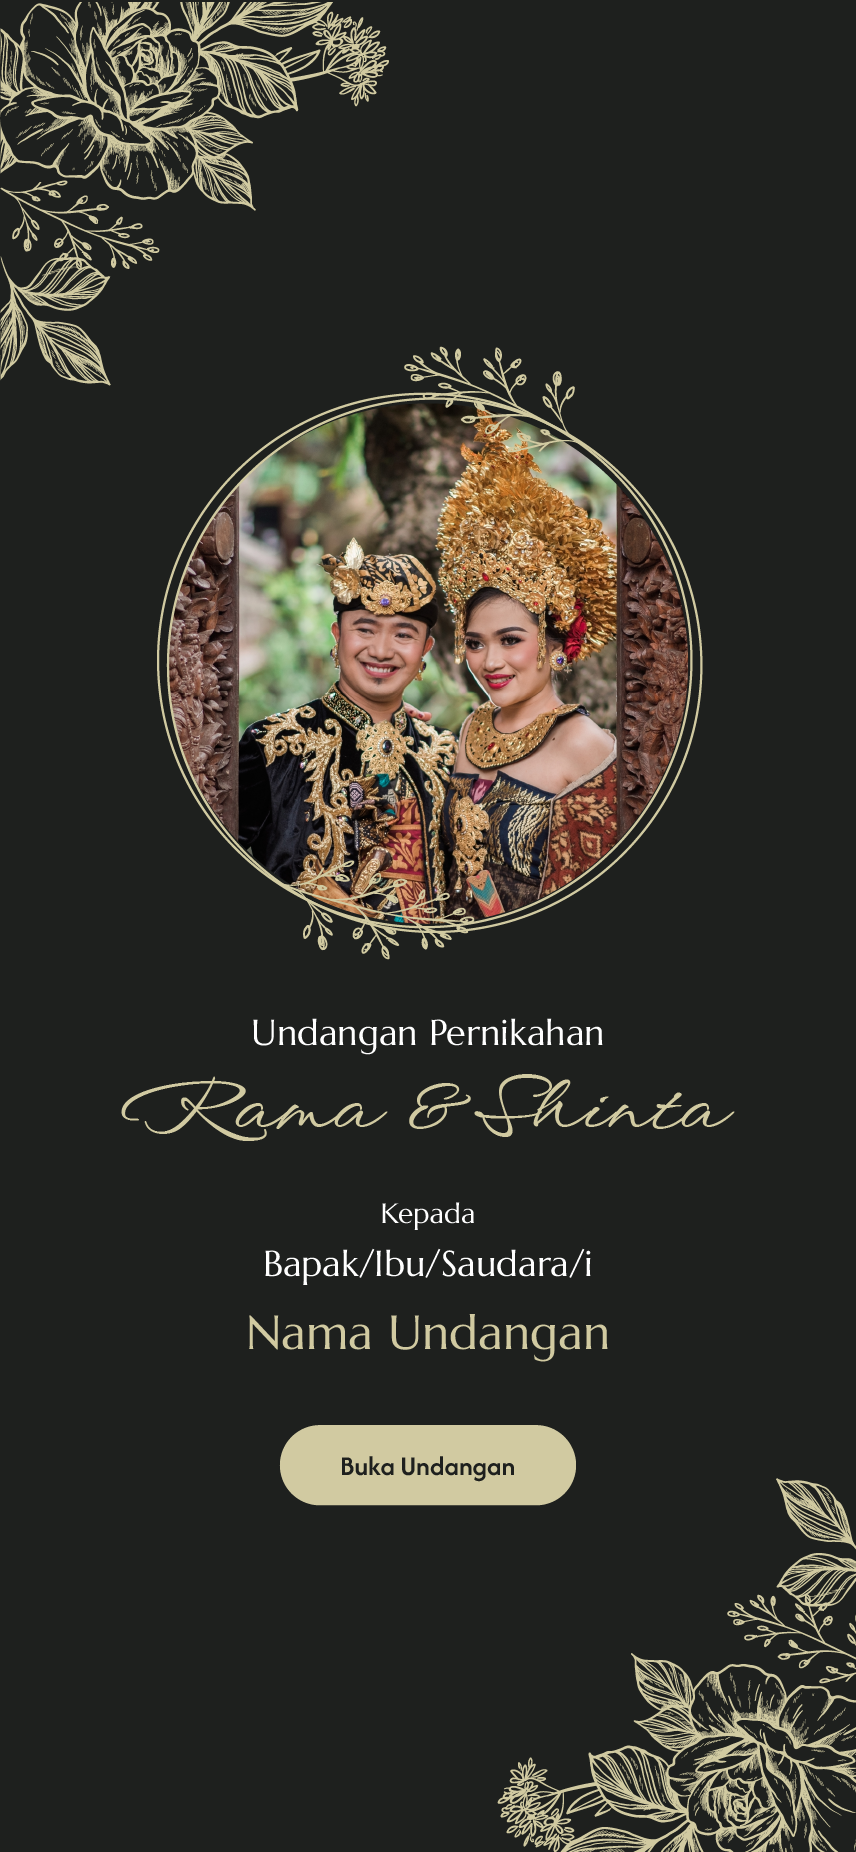 Undangan Pernikahan
Rama & Shinta
Kepada
Bapak/Ibu/Saudara/i
Nama Undangan
Buka Undangan